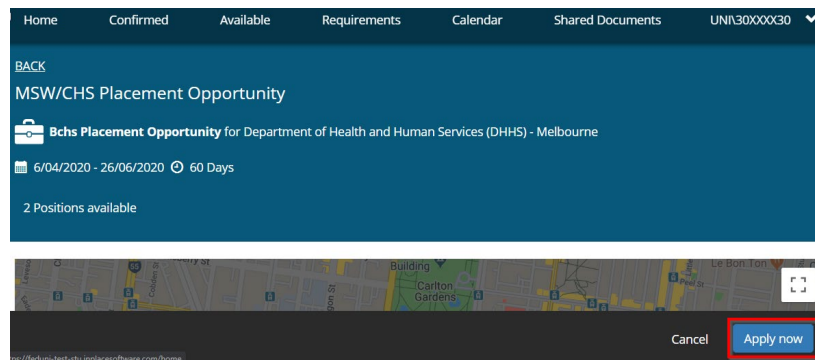 Home Confirmed Available Requirements Calendar Shared Documents UNI\30XXXX30
BACK
MSW/CHS Placement Opportunity
Bchs Placement Opportunity for Department of Health and Human Services (DHHS) - Melbourne
6/04/2020 - 26/06/2020 60 Days
2 Positions available
Building
Le Bon Ton
Carlton
Gardens
Cancel Apply now